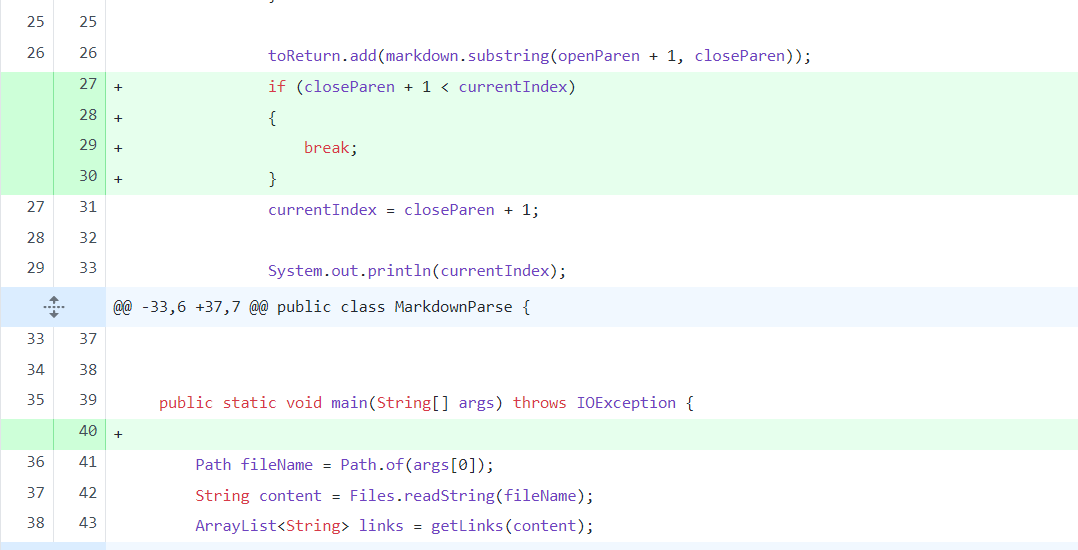 25 25
26 26 toReturn.add(markdown.substring(openParen + 1, closeParen));
27 + if (closeParen + 1 < currentIndex)
28 + {
29 + break;
30 + }
27 31 currentIndex = closeParen + 1;
28 32
29 33 System.out.println(currentIndex);
@@ -33,6 +37,7 @@ public class MarkdownParse {
33 37
34 38
35 39 public static void main(String[] args) throws IOException {
40 +
36 41 Path fileName = Path.of(args[0]);
37 42 String content = Files.readString(fileName);
38 43 ArrayList<String> links = getLinks(content);